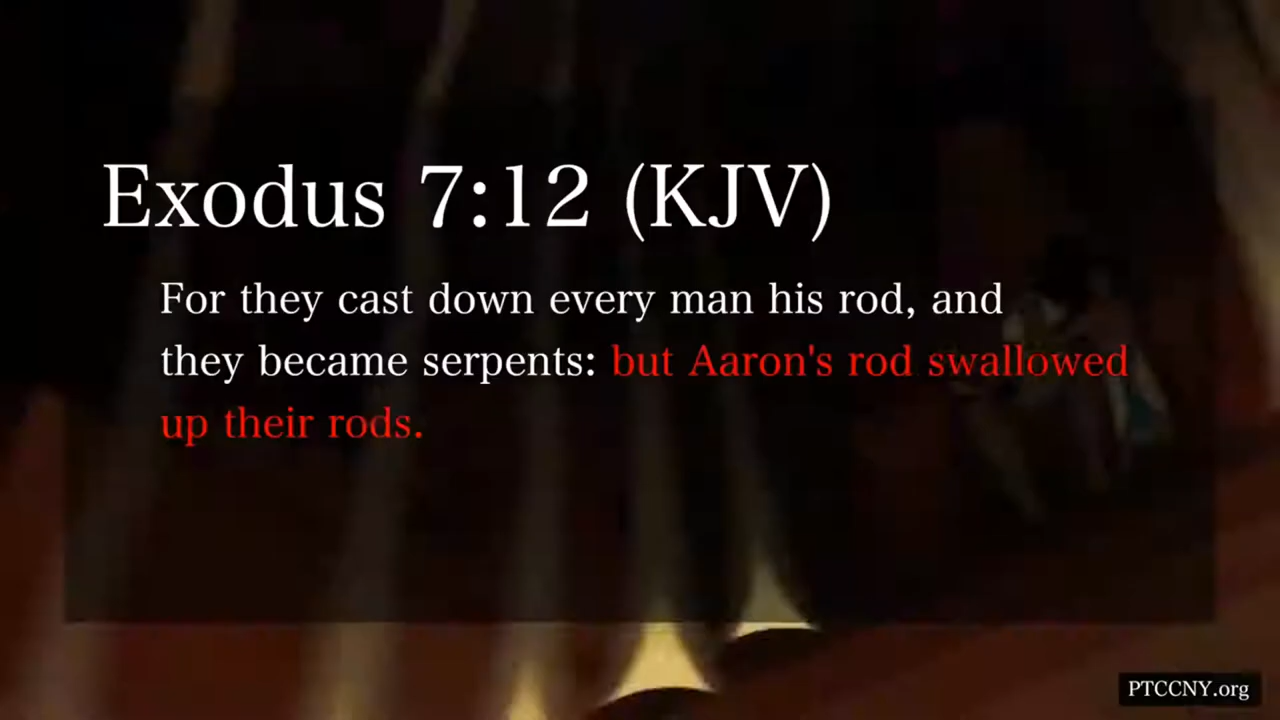 Exodus 7:12 (KJV)
For they cast down every man his rod, and
they became serpents: but Aaron's rod swallowed
up their rods.
PTCCNY.org